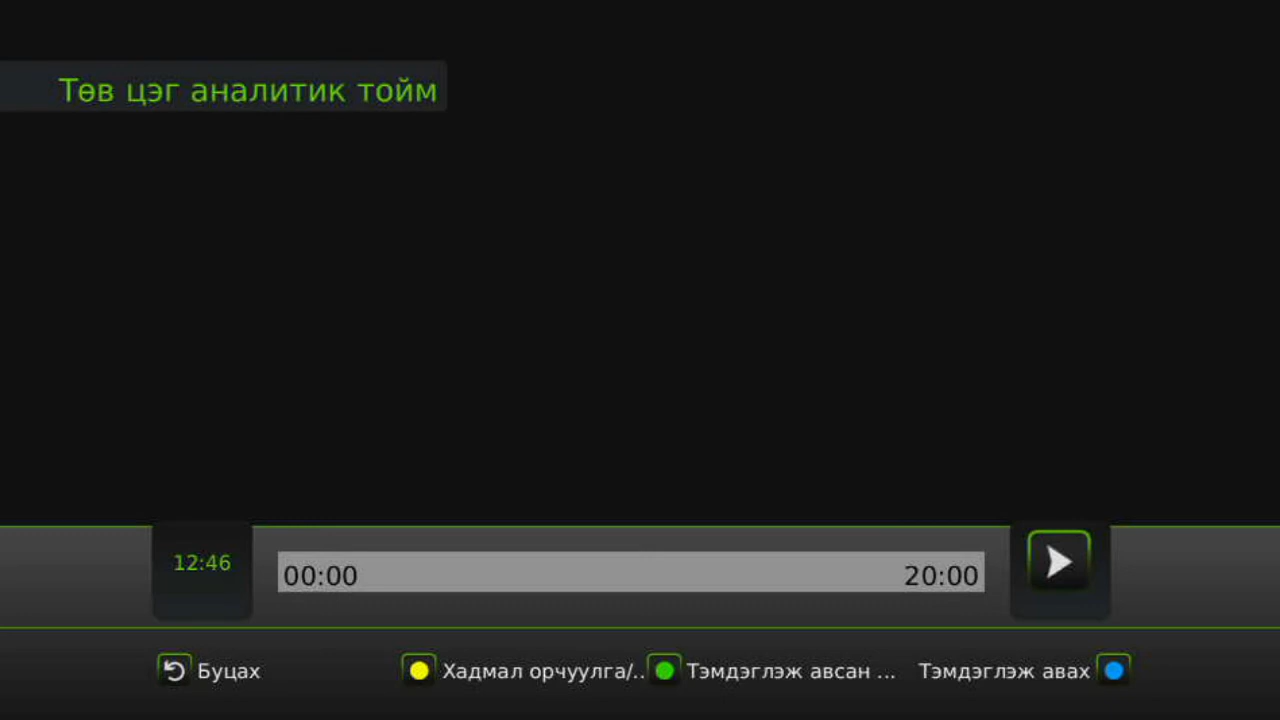 Төв цэг аналитик тойм
12:46
00:00 20:00
Буцах Хадмал орчуулга/.. Тэмдэглэж авсан ... Тэмдэглэж авах